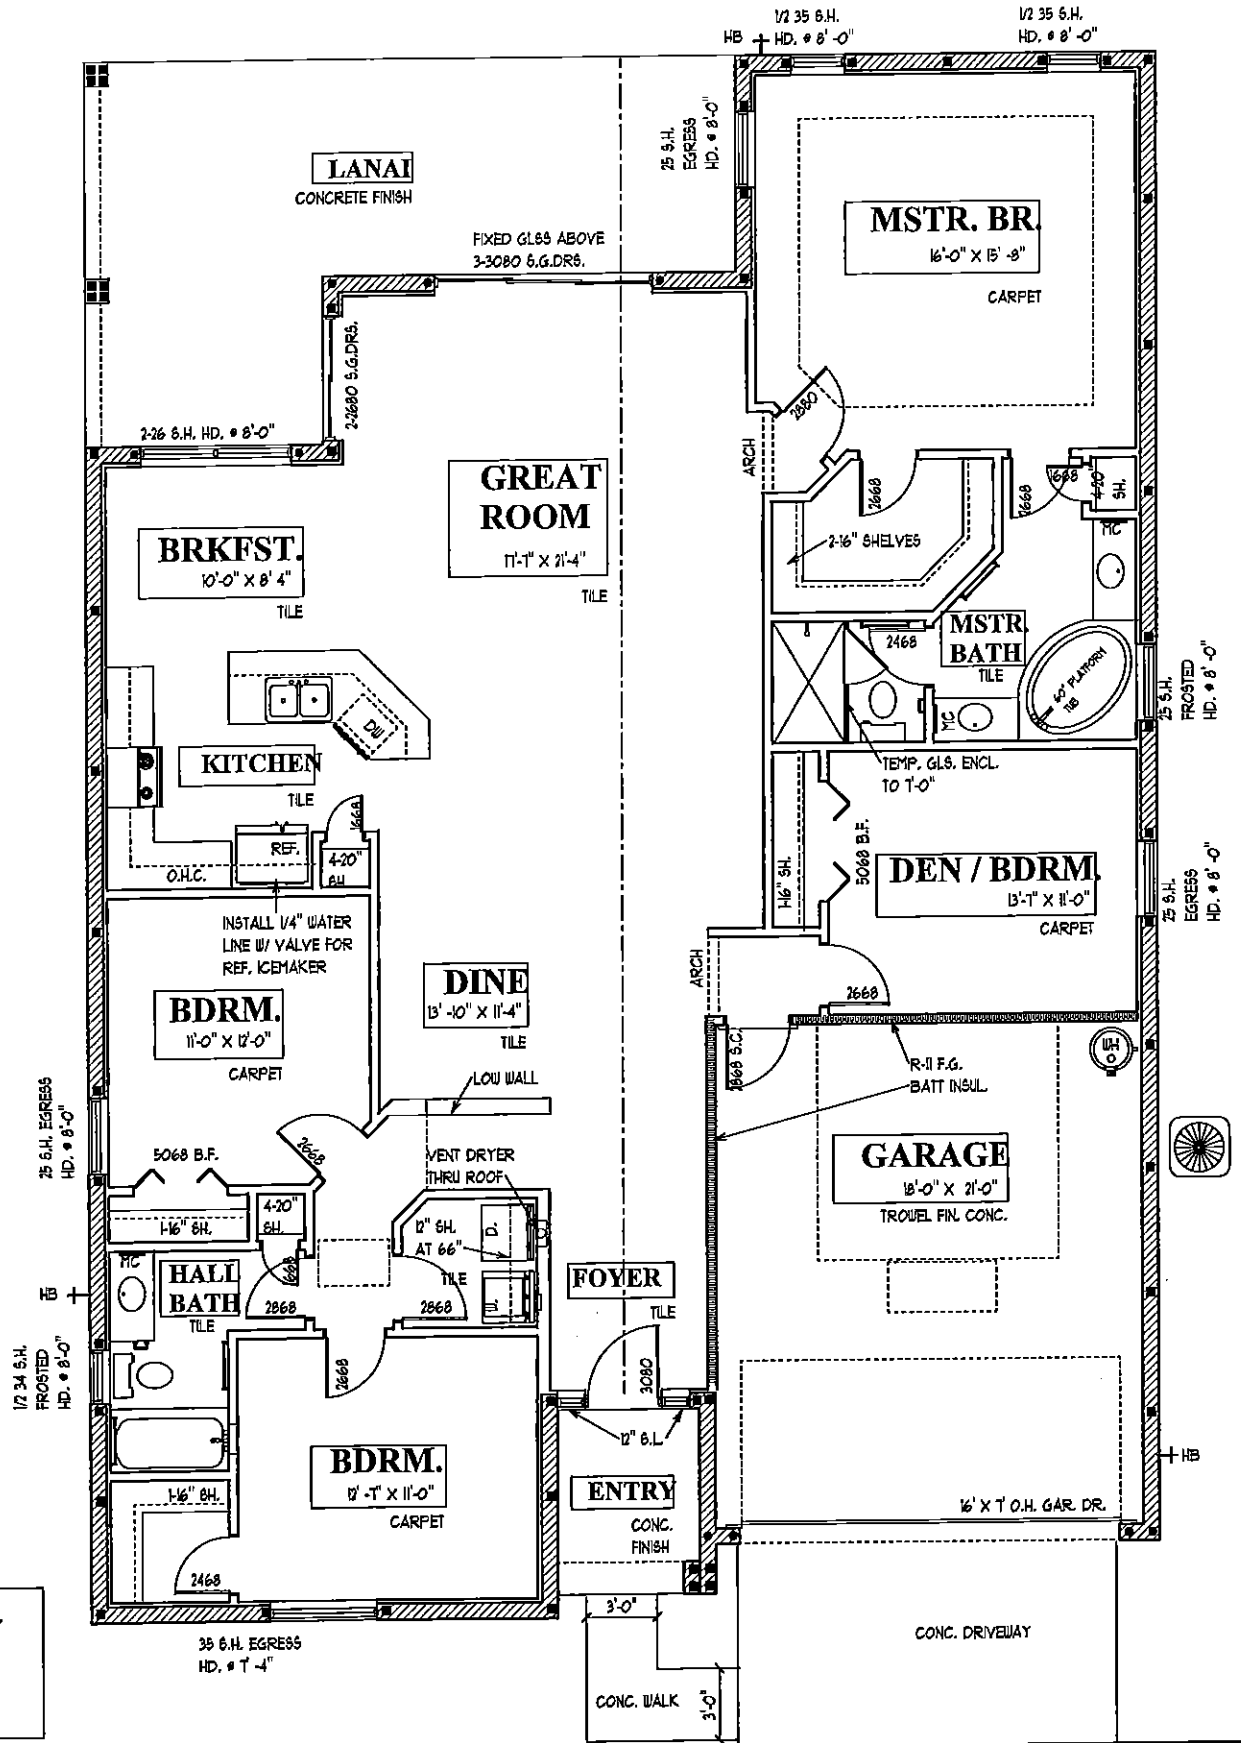 1/2 35 S.H.
HD. @ 8'-0"
1/2 35 S.H.
HD. @ 8'-0"
HB
25 S.H.
EGRESS
HD. @ 8'-0"
LANAI
CONCRETE FINISH
MSTR. BR.
16'-0" X 15'-8"
CARPET
FIXED GLSS ABOVE
3-3080 S.G.DRS.
2-2680 S.G.DRS.
2880
2-26 S.H. HD. @ 8'-0"
ARCH
GREAT
ROOM
17'-7" X 21'-4"
TILE
2668
2668
1668
4-20"
SH.
MC
2-16" SHELVES
BRKFST.
10'-0" X 8' 4"
TILE
MSTR.
BATH
TILE
2468
60" PLATFORM
TUB
MC
25 S.H.
FROSTED
HD. @ 8'-0"
DW
KITCHEN
TILE
1668
REF.
4-20"
SH
O.H.C.
TEMP. GLS. ENCL.
TO 7'-0"
5068 B.F.
1-16" SH.
DEN / BDRM.
13'-7" X 11'-0"
CARPET
25 S.H.
EGRESS
HD. @ 8'-0"
INSTALL 1/4" WATER
LINE W/ VALVE FOR
REF. ICEMAKER
BDRM.
11'-0" X 12'-0"
CARPET
DINE
13'-10" X 11'-4"
TILE
ARCH
2668
2868 S.C.
WH
R-11 F.G.
BATT INSUL.
LOW WALL
25 S.H. EGRESS
HD. @ 8'-0"
5068 B.F.
2668
VENT DRYER
THRU ROOF
GARAGE
18'-0" X 21'-0"
TROWEL FIN. CONC.
1-16" SH.
4-20"
SH.
12" SH.
AT 66"
D.
W.
TILE
MC
HALL
BATH
TILE
1668
2868
2868
FOYER
TILE
HB
1/2 34 S.H.
FROSTED
HD. @ 8'-0"
2668
3080
12" S.L.
BDRM.
12'-7" X 11'-0"
CARPET
1-16" SH.
2468
ENTRY
CONC.
FINISH
HB
16' X 7' O.H. GAR. DR.
3'-0"
35 S.H. EGRESS
HD. @ 7'-4"
CONC. WALK
3'-0"
CONC. DRIVEWAY